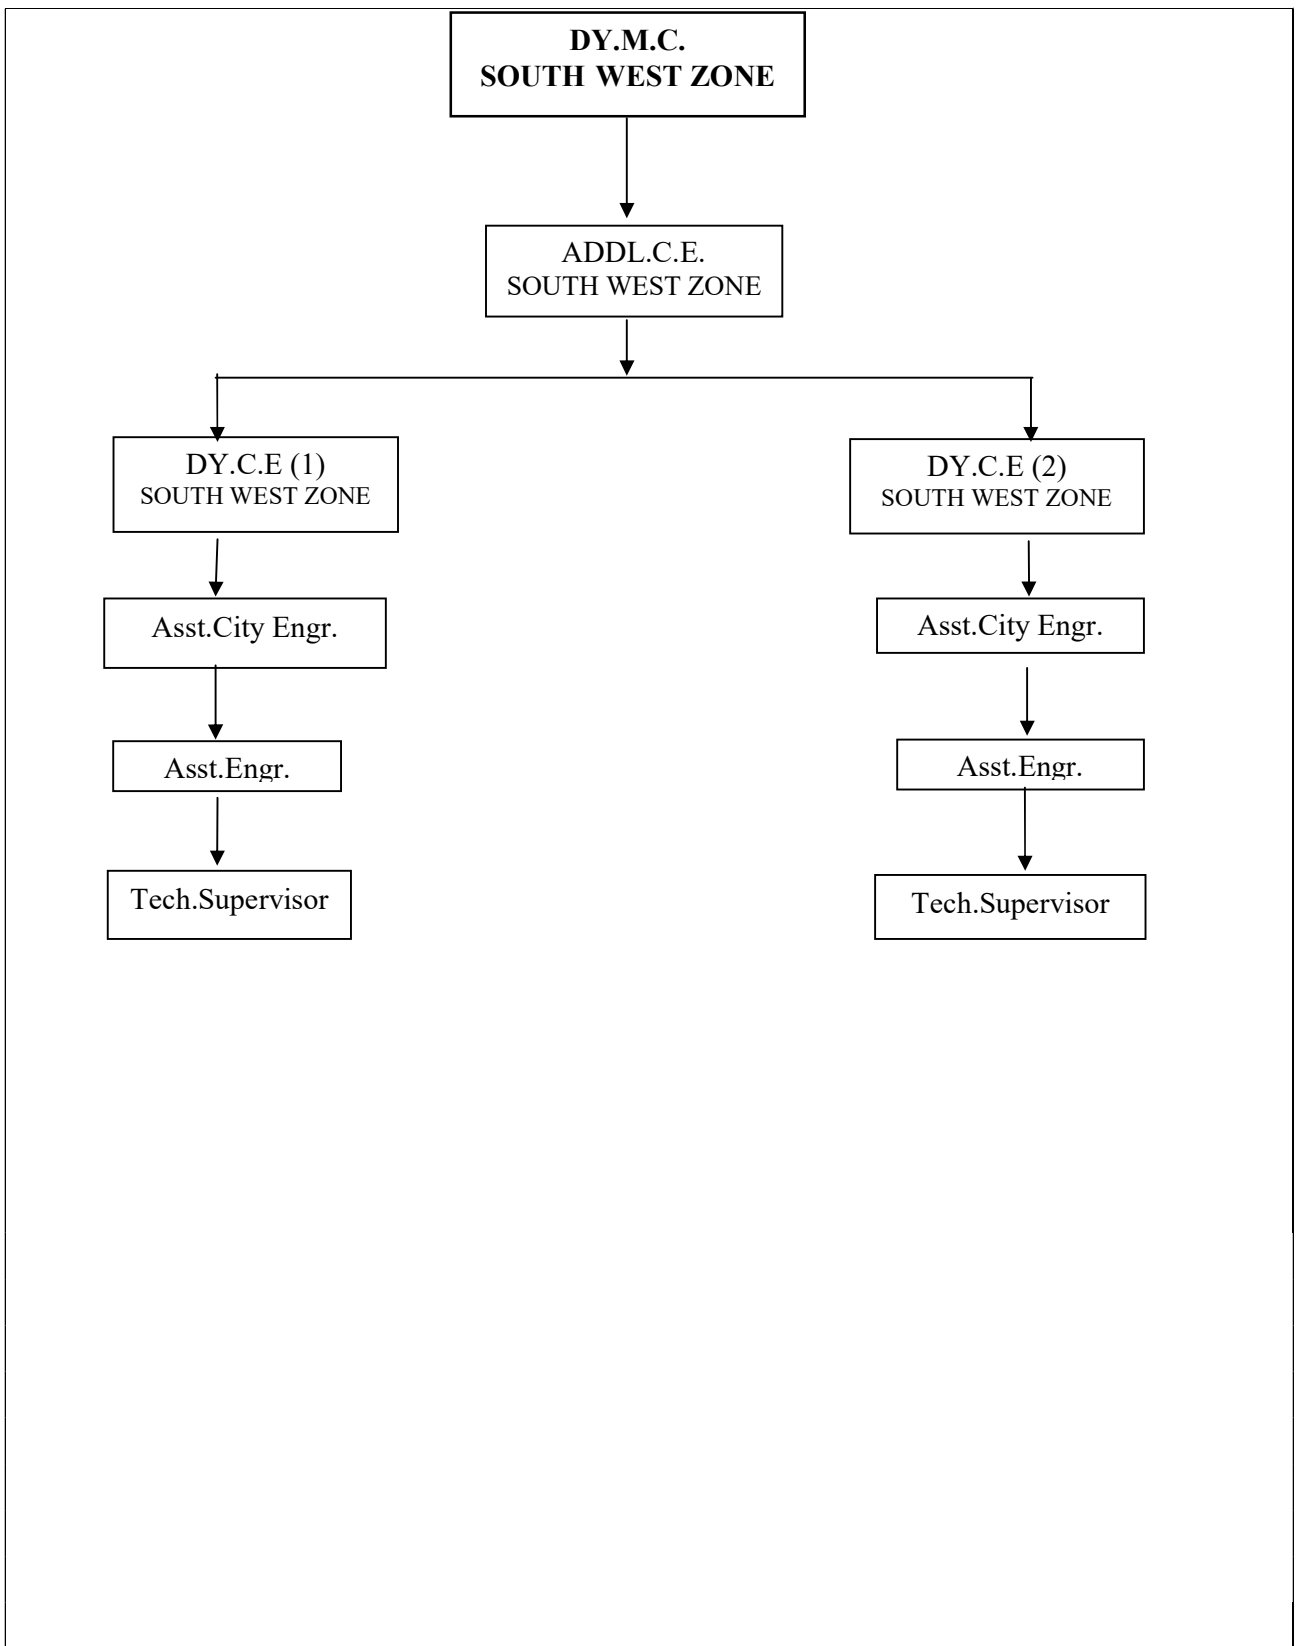 DY.M.C.
SOUTH WEST ZONE
ADDL.C.E.
SOUTH WEST ZONE
DY.C.E (1)
SOUTH WEST ZONE
DY.C.E (2)
SOUTH WEST ZONE
Asst.City Engr.
Asst.City Engr.
Asst.Engr.
Asst.Engr.
Tech.Supervisor
Tech.Supervisor